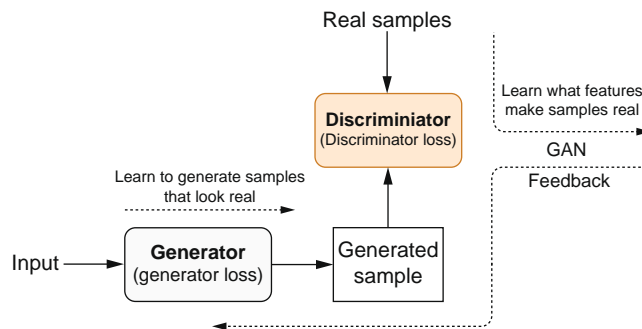 Real samples
Discriminiator
(Discriminator loss)
Learn what features
make samples real
GAN
Feedback
Learn to generate samples
that look real
Input
Generator
(generator loss)
Generated
sample